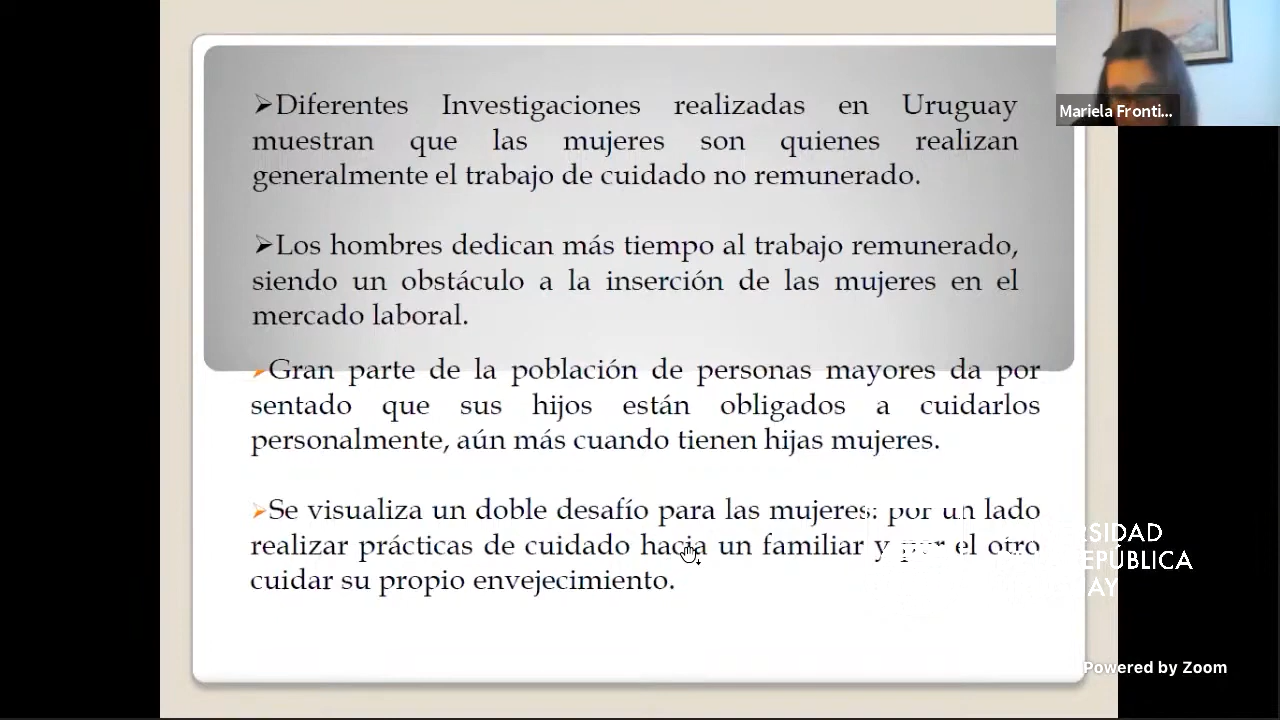 ➢Diferentes Investigaciones realizadas en Uruguay
muestran que las mujeres son quienes realizan
generalmente el trabajo de cuidado no remunerado.
➢Los hombres dedican más tiempo al trabajo remunerado,
siendo un obstáculo a la inserción de las mujeres en el
mercado laboral.
➢Gran parte de la población de personas mayores da por
sentado que sus hijos están obligados a cuidarlos
personalmente, aún más cuando tienen hijas mujeres.
➢Se visualiza un doble desafío para las mujeres: por un lado
realizar prácticas de cuidado hacia un familiar y por el otro
cuidar su propio envejecimiento.
Mariela Fronti...
Powered by Zoom